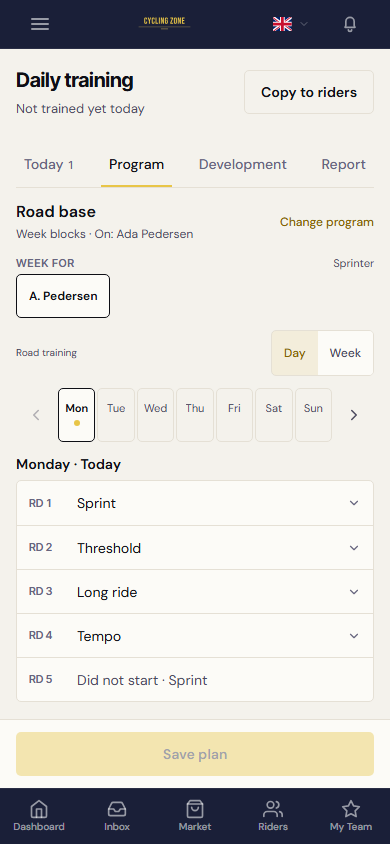 CYCLING ZONE
Daily training
Not trained yet today
Copy to riders
Today 1
Program
Development
Report
Road base
Week blocks · On: Ada Pedersen
Change program
WEEK FOR
Sprinter
A. Pedersen
Road training
Day
Week
Mon
Tue
Wed
Thu
Fri
Sat
Sun
Monday · Today
RD 1 Sprint
RD 2 Threshold
RD 3 Long ride
RD 4 Tempo
RD 5 Did not start · Sprint
Save plan
Dashboard
Inbox
Market
Riders
My Team